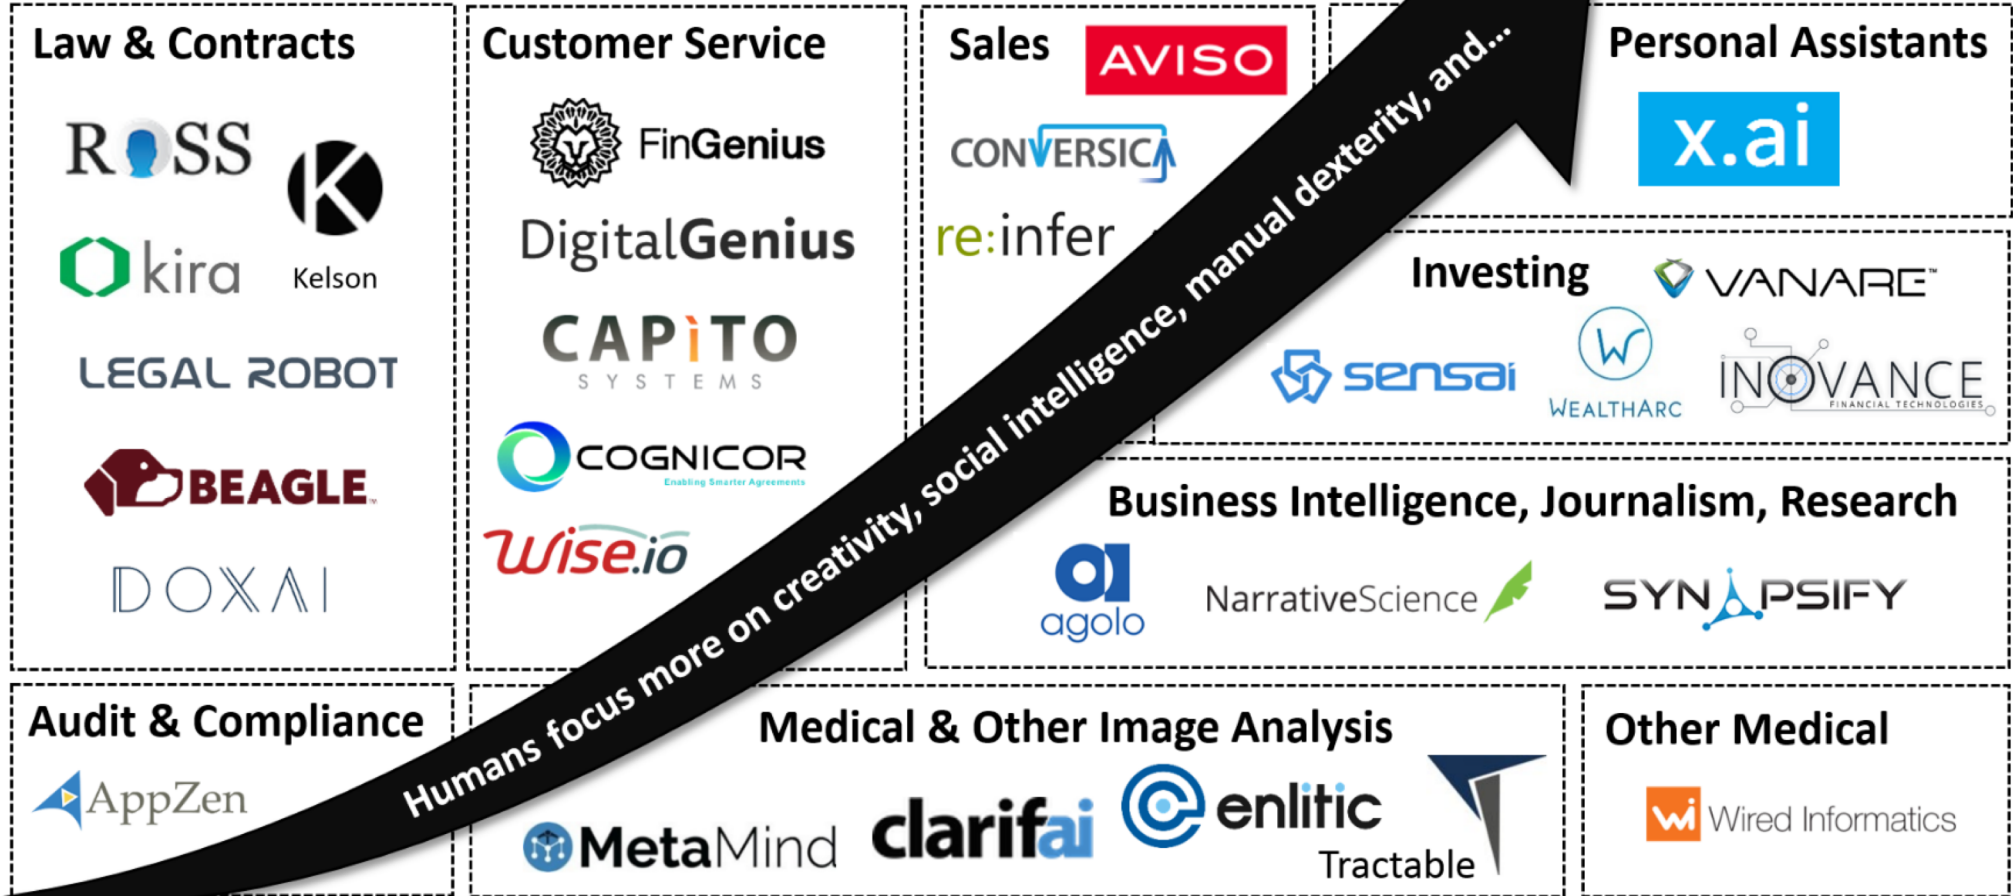 Law & Contracts
ROSS
Kelson
kira
LEGAL ROBOT
BEAGLE™
DOXAI
Customer Service
FinGenius
DigitalGenius
CAPiTO
SYSTEMS
COGNICOR
Enabling Smarter Agreements
Wise.io
Sales
AVISO
CONVERSICA
re:infer
Personal Assistants
x.ai
Investing
VANARE™
sensai
WEALTHARC
INOVANCE
FINANCIAL TECHNOLOGIES
Business Intelligence, Journalism, Research
agolo
NarrativeScience
SYNAPSIFY
Humans focus more on creativity, social intelligence, manual dexterity, and...
Audit & Compliance
AppZen
Medical & Other Image Analysis
MetaMind
clarifai
enlitic
Tractable
Other Medical
wi Wired Informatics